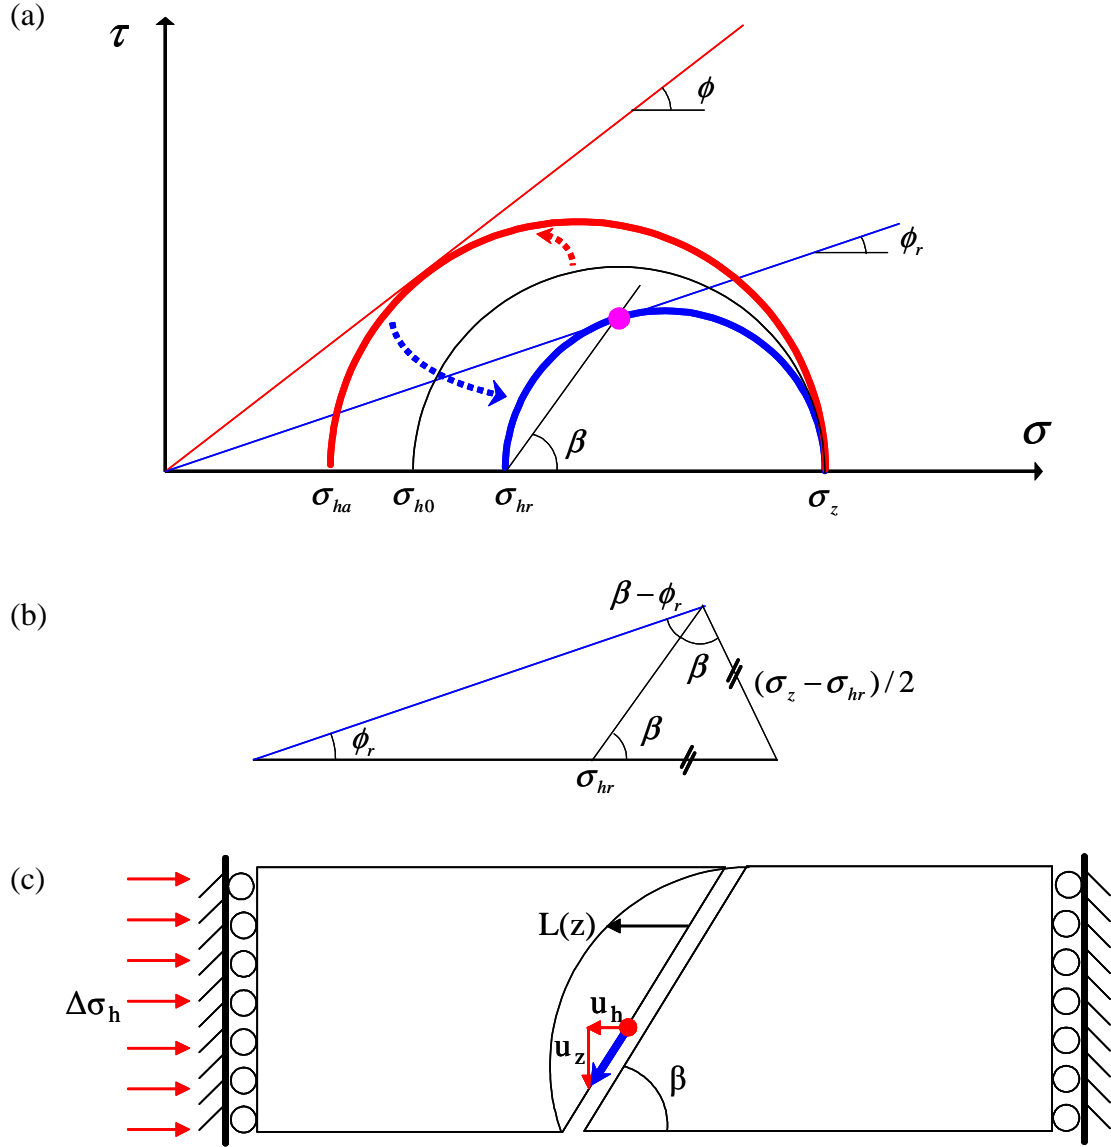 (a)
τ
ϕ
ϕr
β
σ
σha σh0 σhr σz
(b)
β − ϕr
β
(σz − σhr)/2
ϕr
β
σhr
(c)
L(z)
Δσh
uh
uz
β